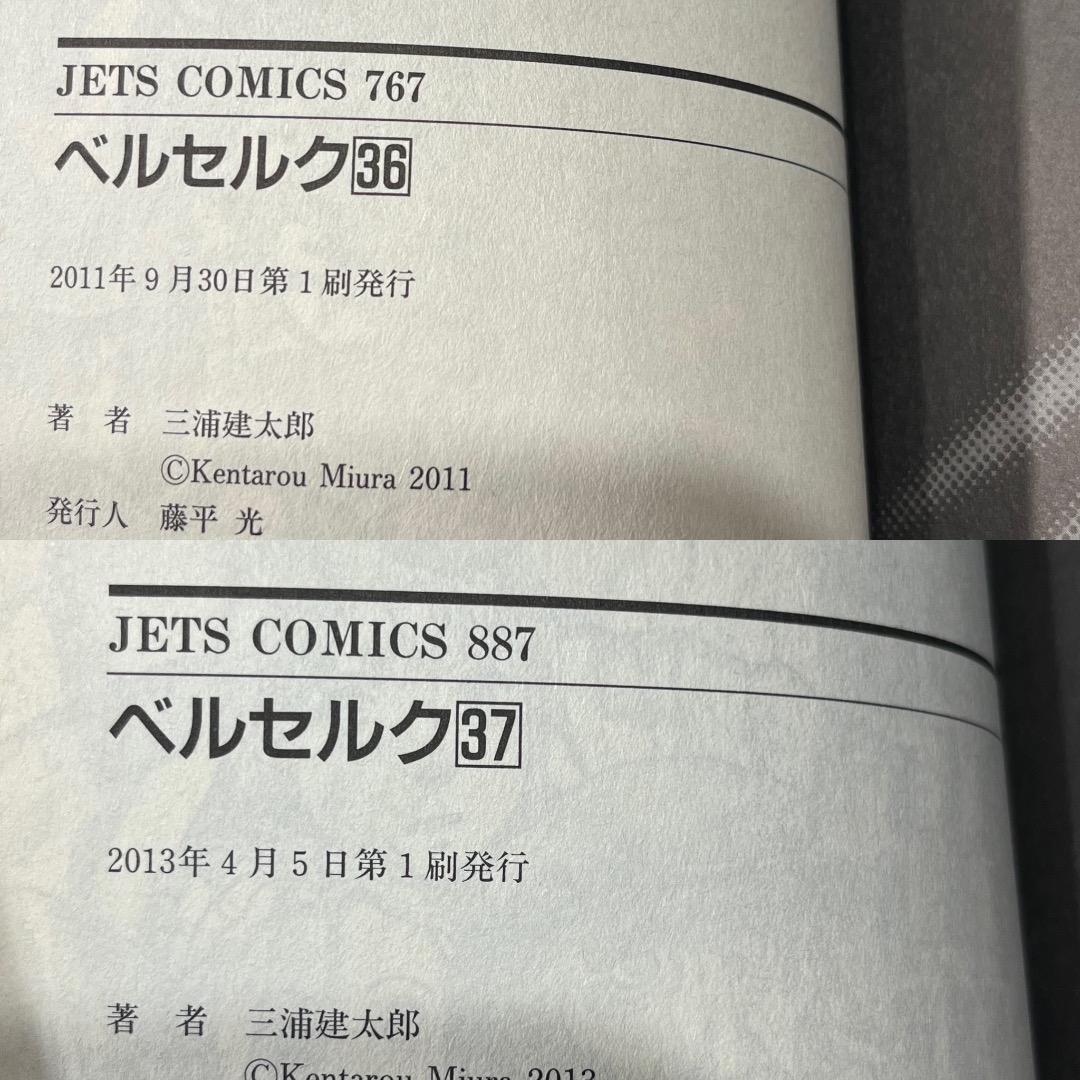 JETS COMICS 767
ベルセルク36
2011年9月30日第1刷発行
著 者 三浦建太郎
©Kentarou Miura 2011
発行人 藤平 光
JETS COMICS 887
ベルセルク37
2013年4月5日第1刷発行
著 者 三浦建太郎
©Kentarou Miura 2013